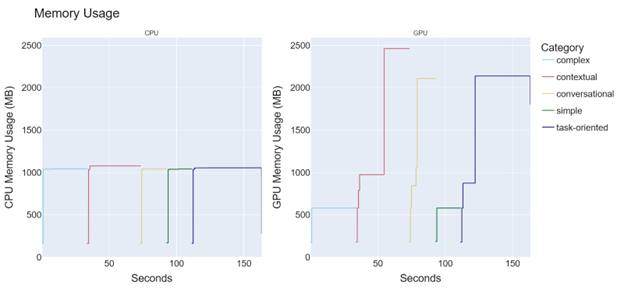 Memory Usage
CPU
GPU
CPU Memory Usage (MB)
2500
2000
1500
1000
500
0
50
100
150
Seconds
GPU Memory Usage (MB)
2500
2000
1500
1000
500
0
50
100
150
Seconds
Category
complex
contextual
conversational
simple
task-oriented